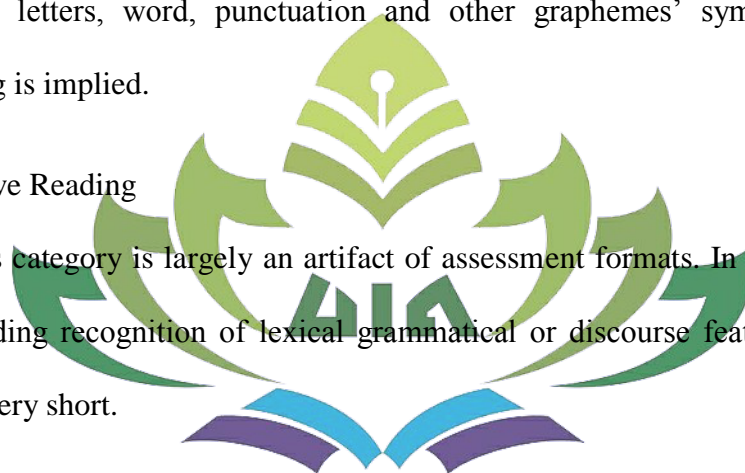 letters, word, punctuation and other graphemes’ sym
g is implied.
ve Reading
s category is largely an artifact of assessment formats. In
ding recognition of lexical grammatical or discourse feat
ery short.